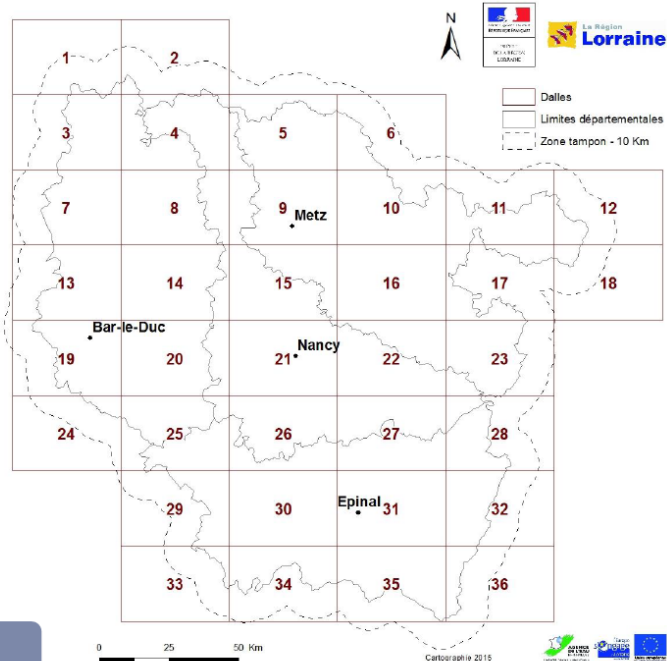 N
La Région
Lorraine
Dalles
Limites départementales
Zone tampon - 10 Km
1 2
3 4 5 6
7 8 9 10 11 12
Metz
13 14 15 16 17 18
Bar-le-Duc
Nancy
19 20 21 22 23
24 25 26 27 28
Epinal
29 30 31 32
33 34 35 36
0 25 50 Km
Cartographie 2015
AGENCE
DE L'EAU